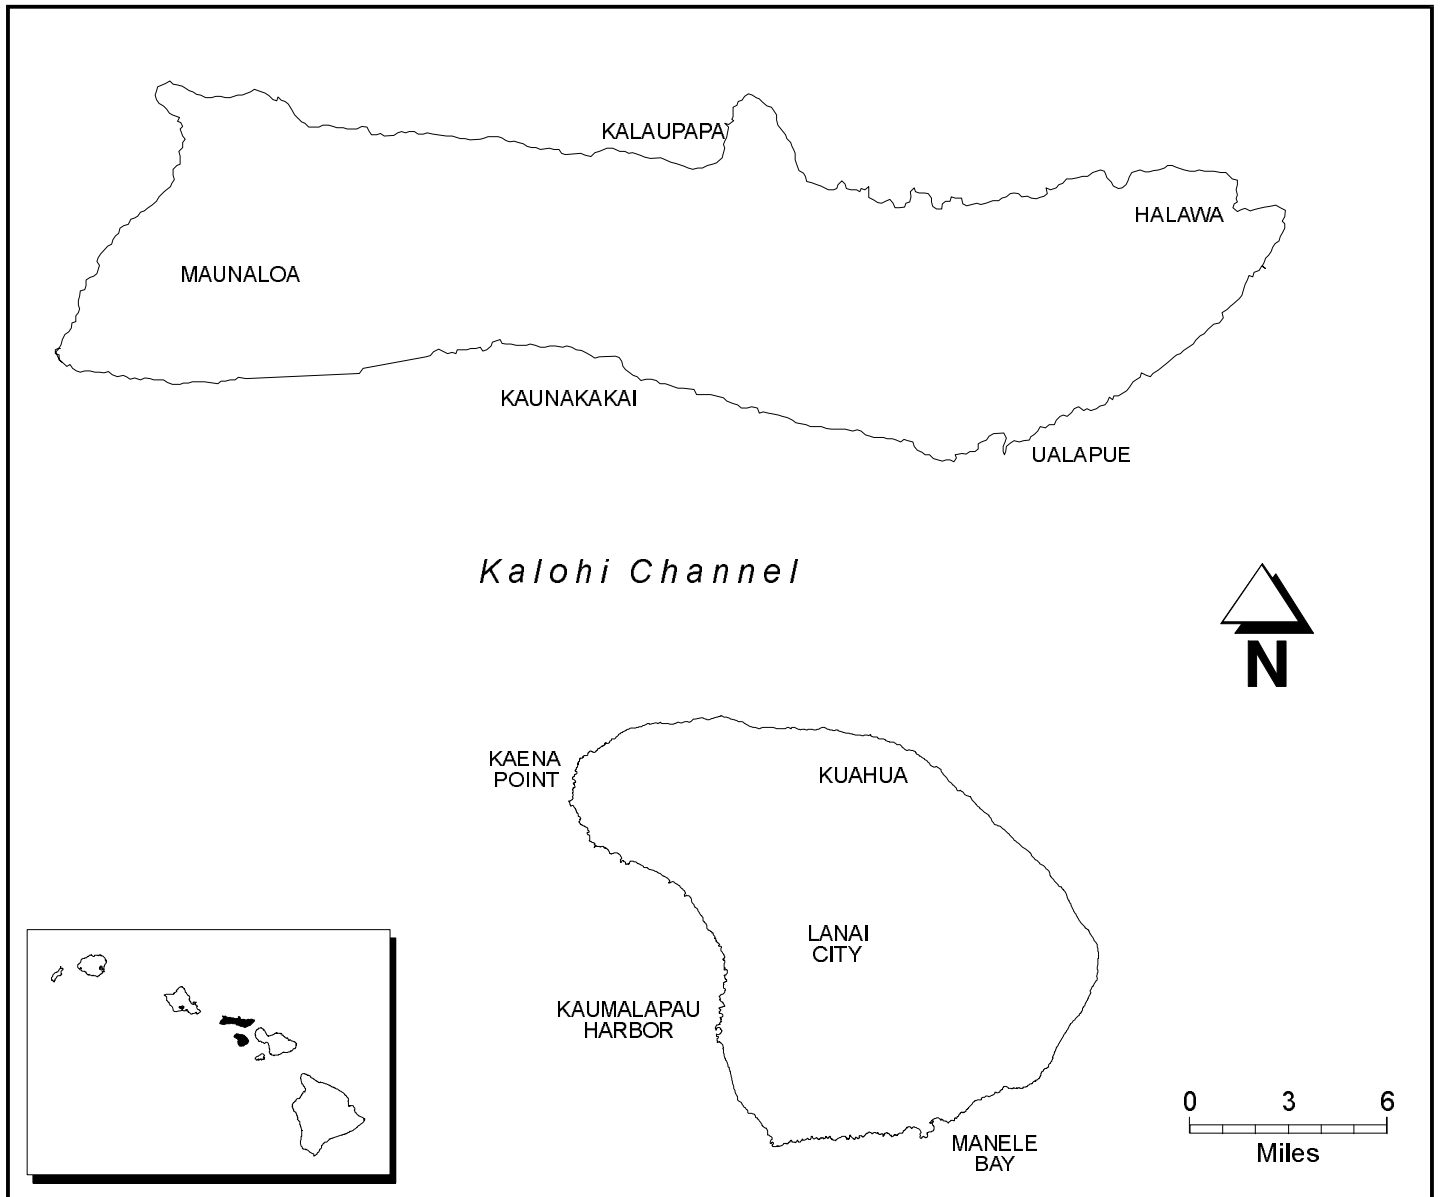 KALAUPAPA
HALAWA
MAUNALOA
KAUNAKAKAI
UALAPUE
Kalohi Channel
N
KAENA
POINT
KUAHUA
LANAI
CITY
KAUMALAPAU
HARBOR
0 3 6
Miles
MANELE
BAY